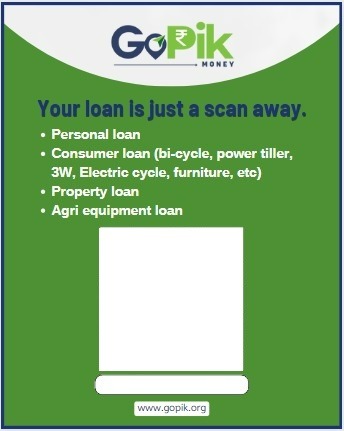 GoPik
MONEY
Your loan is just a scan away.
• Personal loan
• Consumer loan (bi-cycle, power tiller,
3W, Electric cycle, furniture, etc)
• Property loan
• Agri equipment loan
www.gopik.org